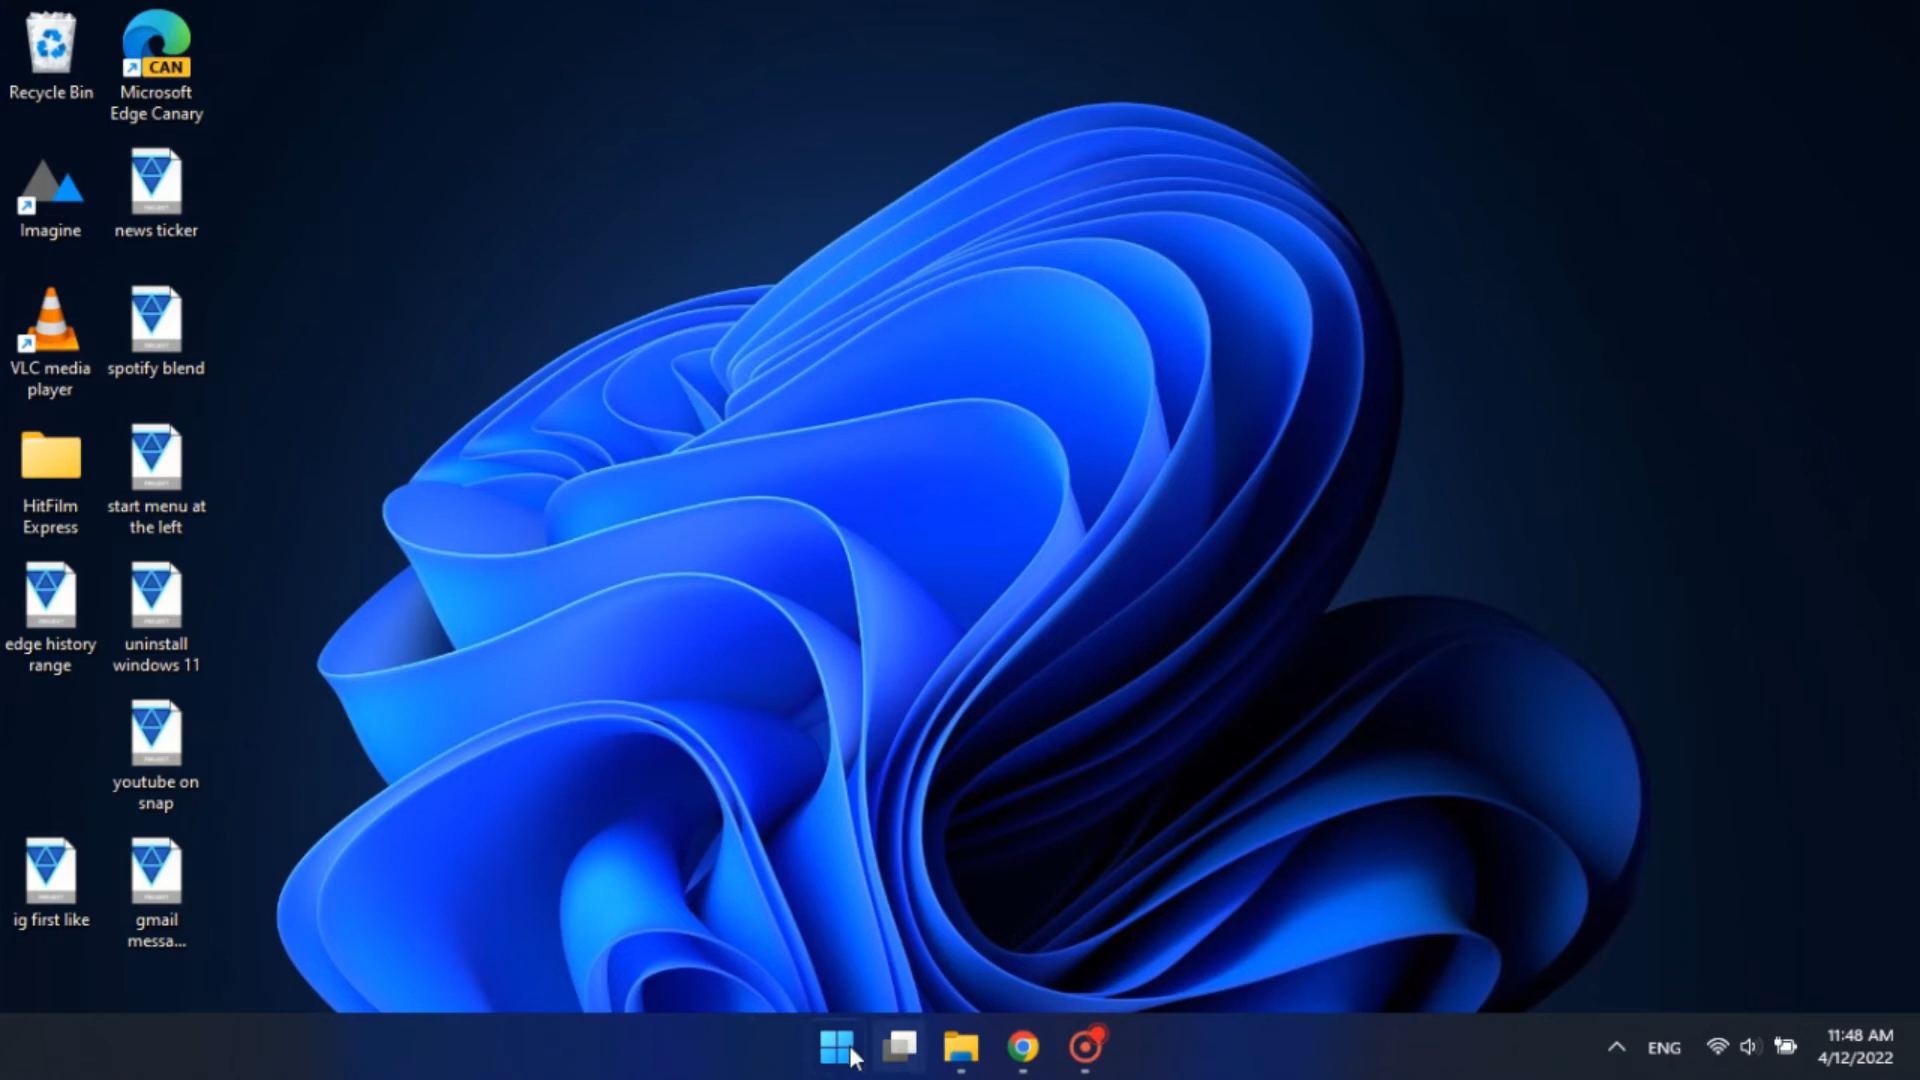 Recycle Bin
Microsoft
Edge Canary
CAN
Imagine
news ticker
VLC media
player
spotify blend
HitFilm
Express
start menu at
the left
edge history
range
uninstall
windows 11
youtube on
snap
ig first like
gmail
messa...
ENG
11:48 AM
4/12/2022